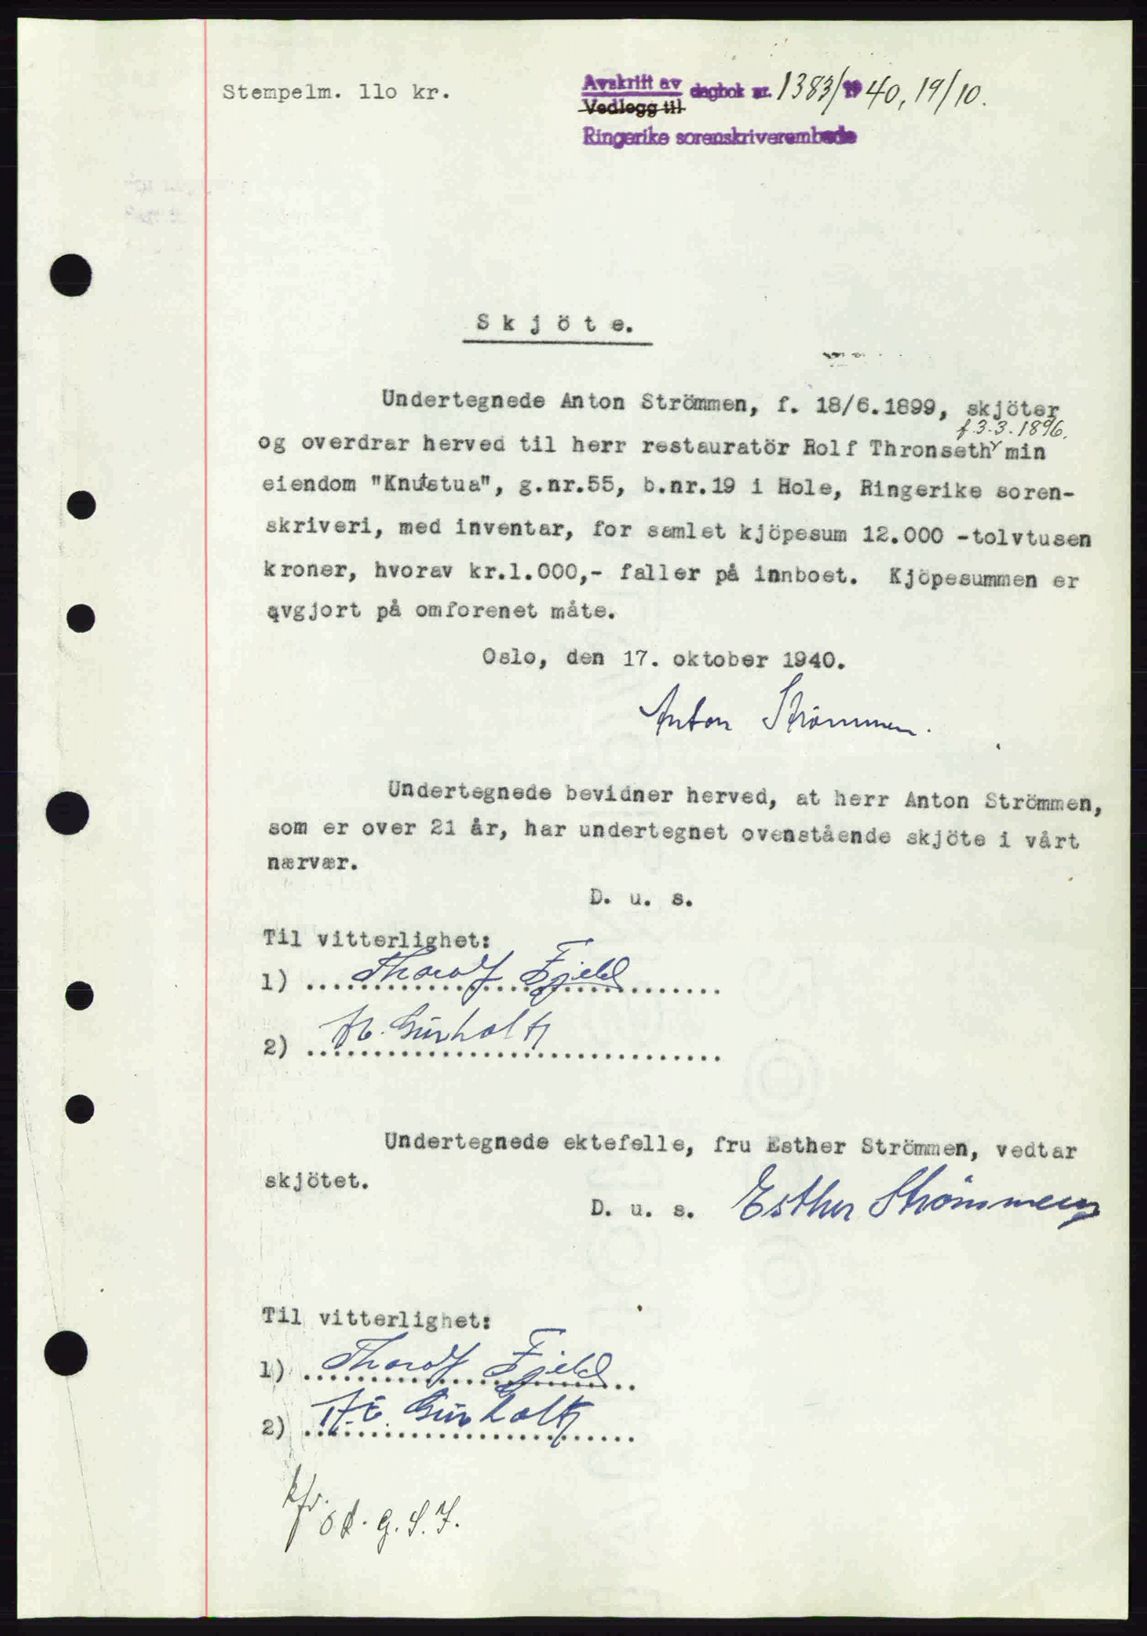 Stempelm. 110 kr.
Avskrift av dagbok nr. 1383/1940, 19/10.
Vedlegg til
Ringerike sorenskriverembede
Skjöte.
Undertegnede Anton Strömmen, f. 18/6.1899, skjöter
f 3.3.1896.
og overdrar herved til herr restauratör Rolf Thronseth min
eiendom "Knutstua", g.nr.55, b.nr.19 i Hole, Ringerike soren-
skriveri, med inventar, for samlet kjöpesum 12.000 -tolvtusen
kroner, hvorav kr.1.000,- faller på innboet. Kjöpesummen er
avgjort på omforenet måte.
Oslo, den 17. oktober 1940.
Anton Strömmen.
Undertegnede bevidner herved, at herr Anton Strömmen,
som er over 21 år, har undertegnet ovenstående skjöte i vårt
nærvær.
D. u. s.
Til vitterlighet:
1) Thorolf Fjeld
2)
Undertegnede ektefelle, fru Esther Strömmen, vedtar
skjötet.
D. u. s. Esther Strömmen
Til vitterlighet:
1) Thorolf Fjeld
2)
kfr.